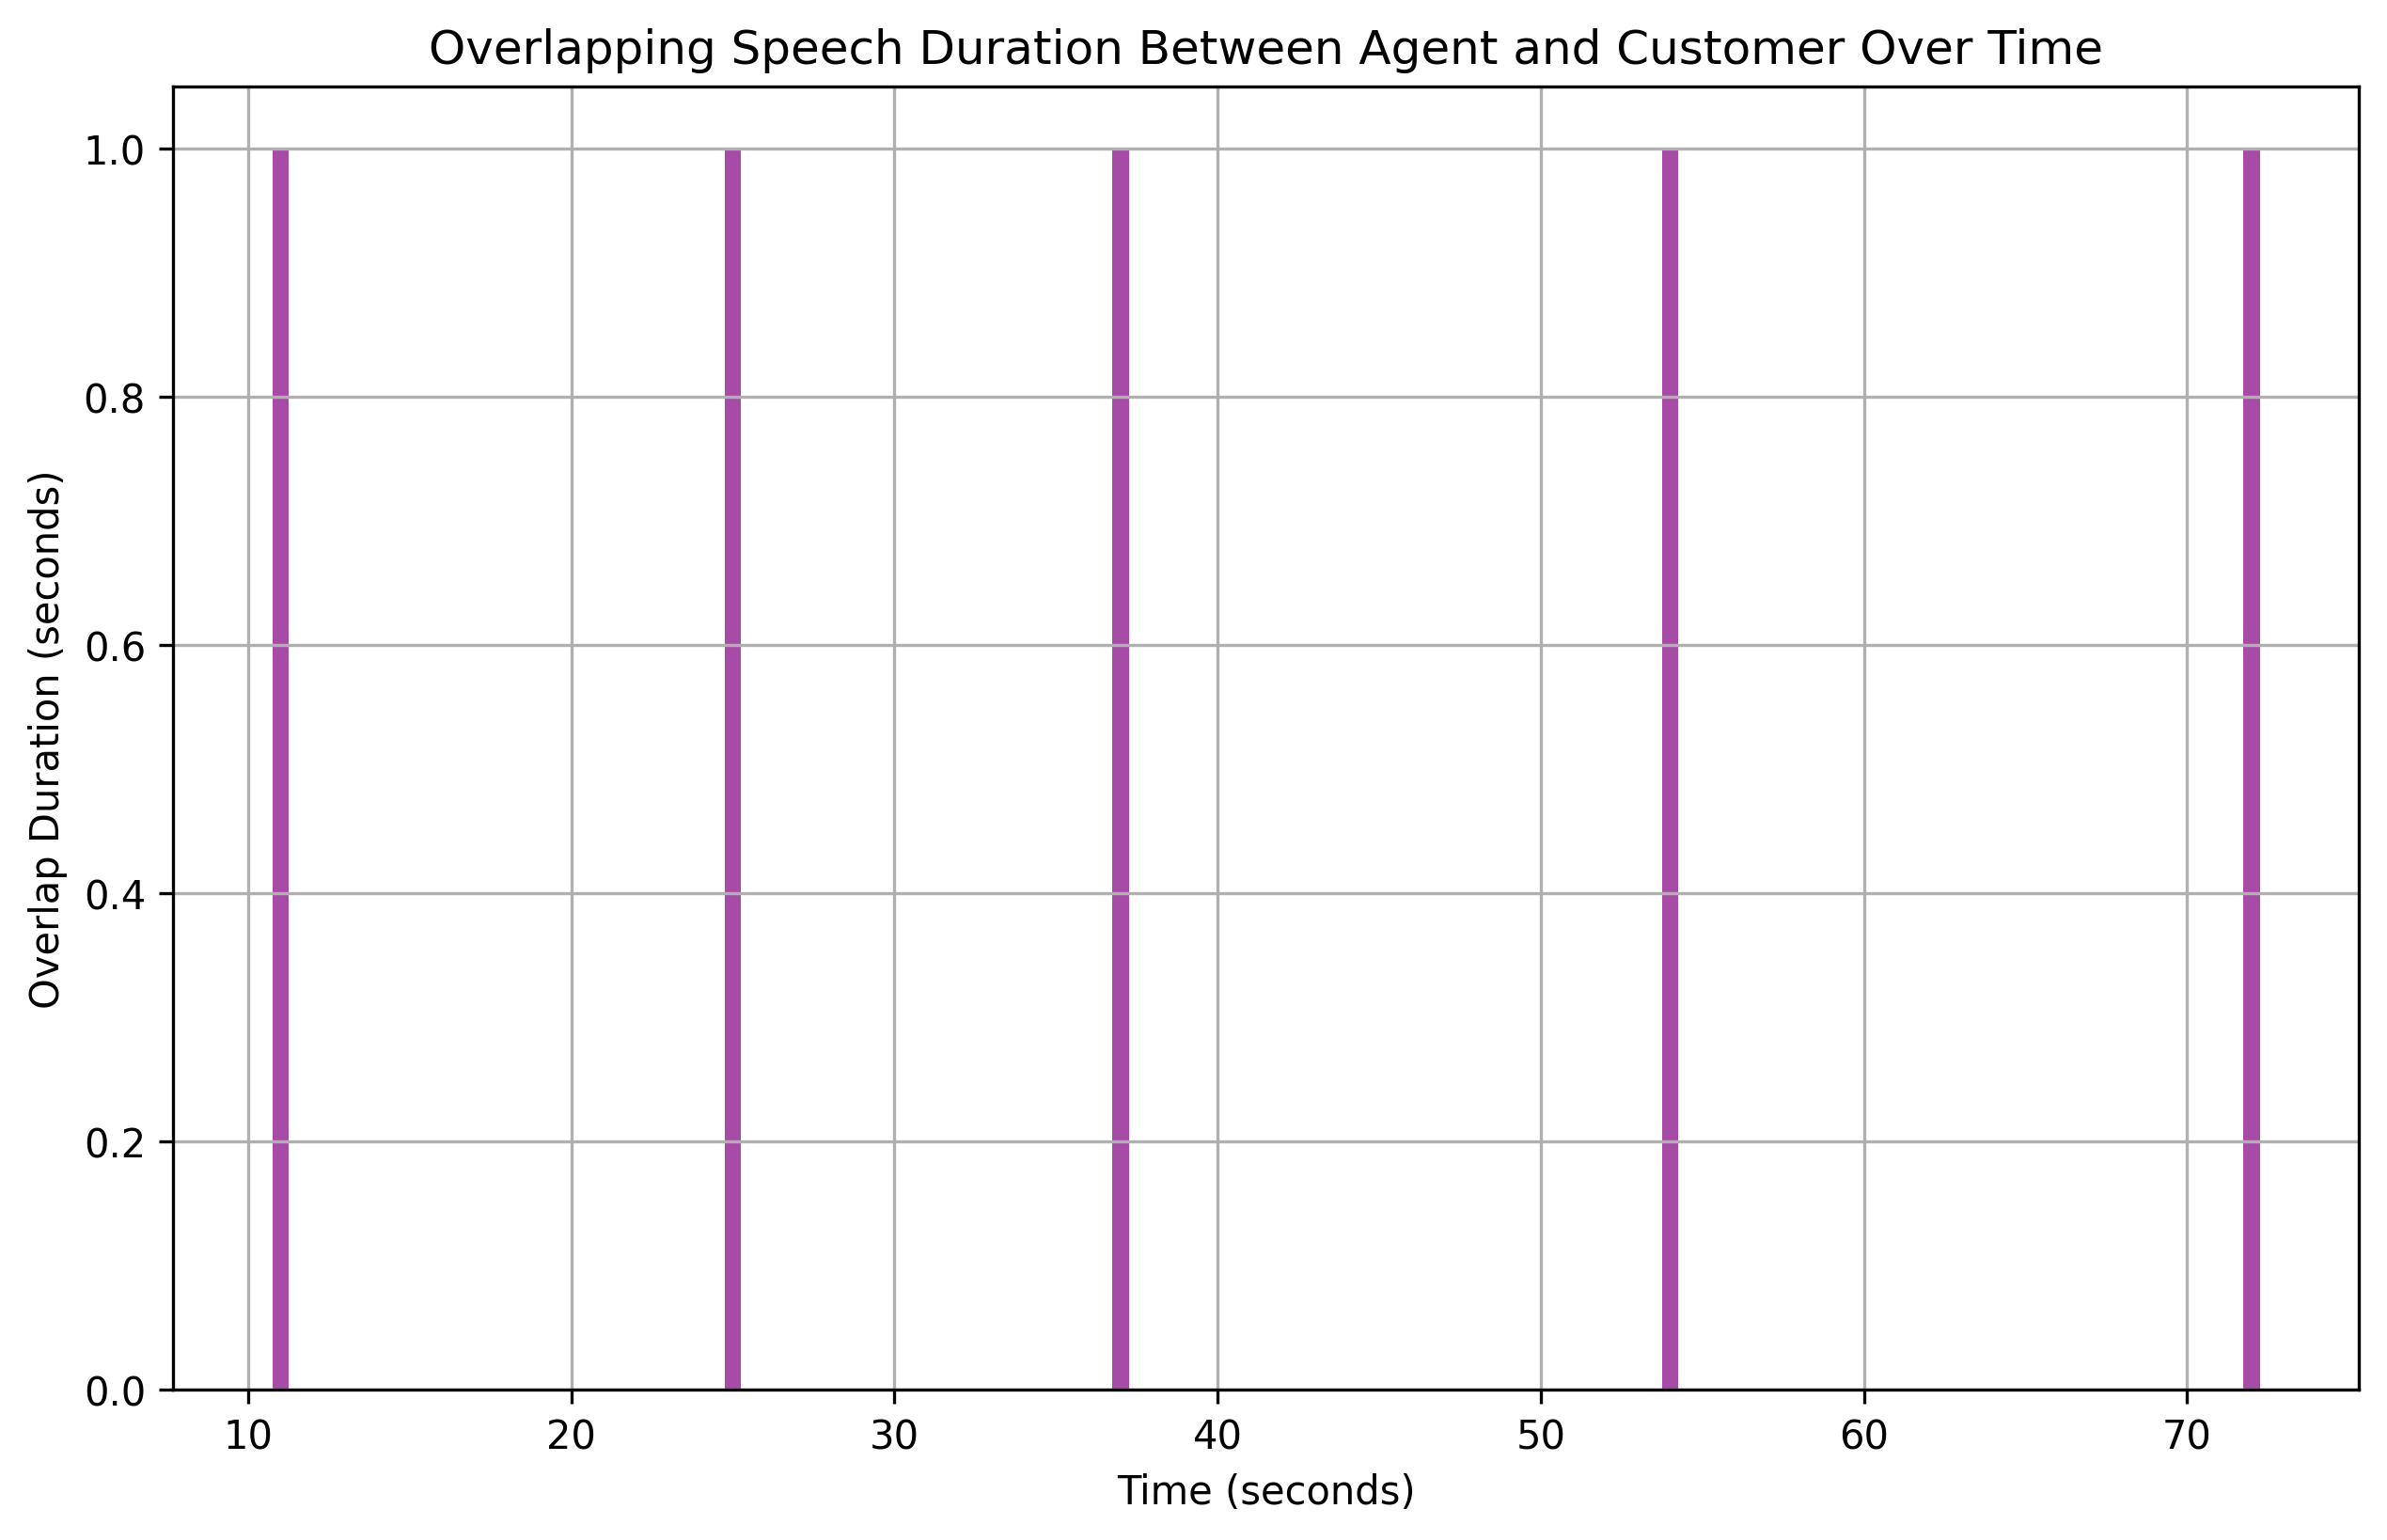 Overlapping Speech Duration Between Agent and Customer Over Time
Overlap Duration (seconds)
1.0
0.8
0.6
0.4
0.2
0.0
10 20 30 40 50 60 70
Time (seconds)